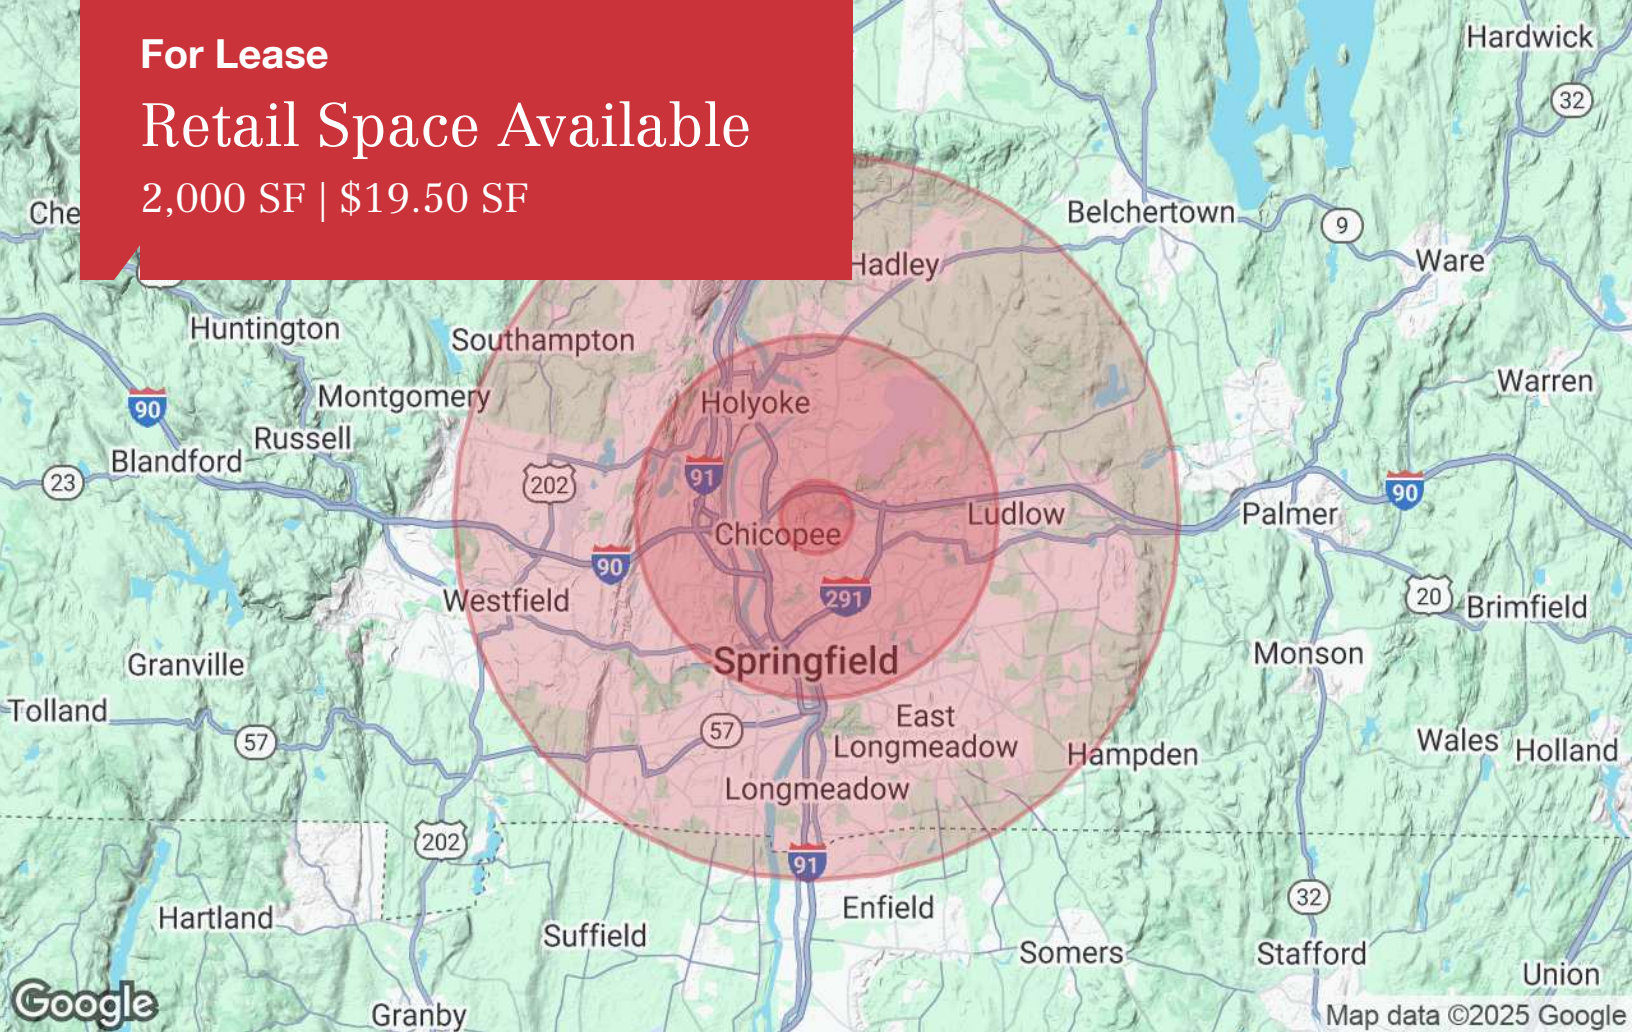 For Lease
Retail Space Available
2,000 SF | $19.50 SF
Hardwick
32
Che
Belchertown
9
Hadley
Ware
Huntington
Southampton
Warren
Montgomery
90
Holyoke
Russell
Blandford
91
23
202
90
Ludlow
Palmer
Chicopee
90
291
20
Westfield
Brimfield
Springfield
Monson
Granville
Tolland
East
Longmeadow
57
57
Wales
Holland
Hampden
Longmeadow
202
91
32
Enfield
Hartland
Suffield
Somers
Stafford
Union
Google
Granby
Map data ©2025 Google